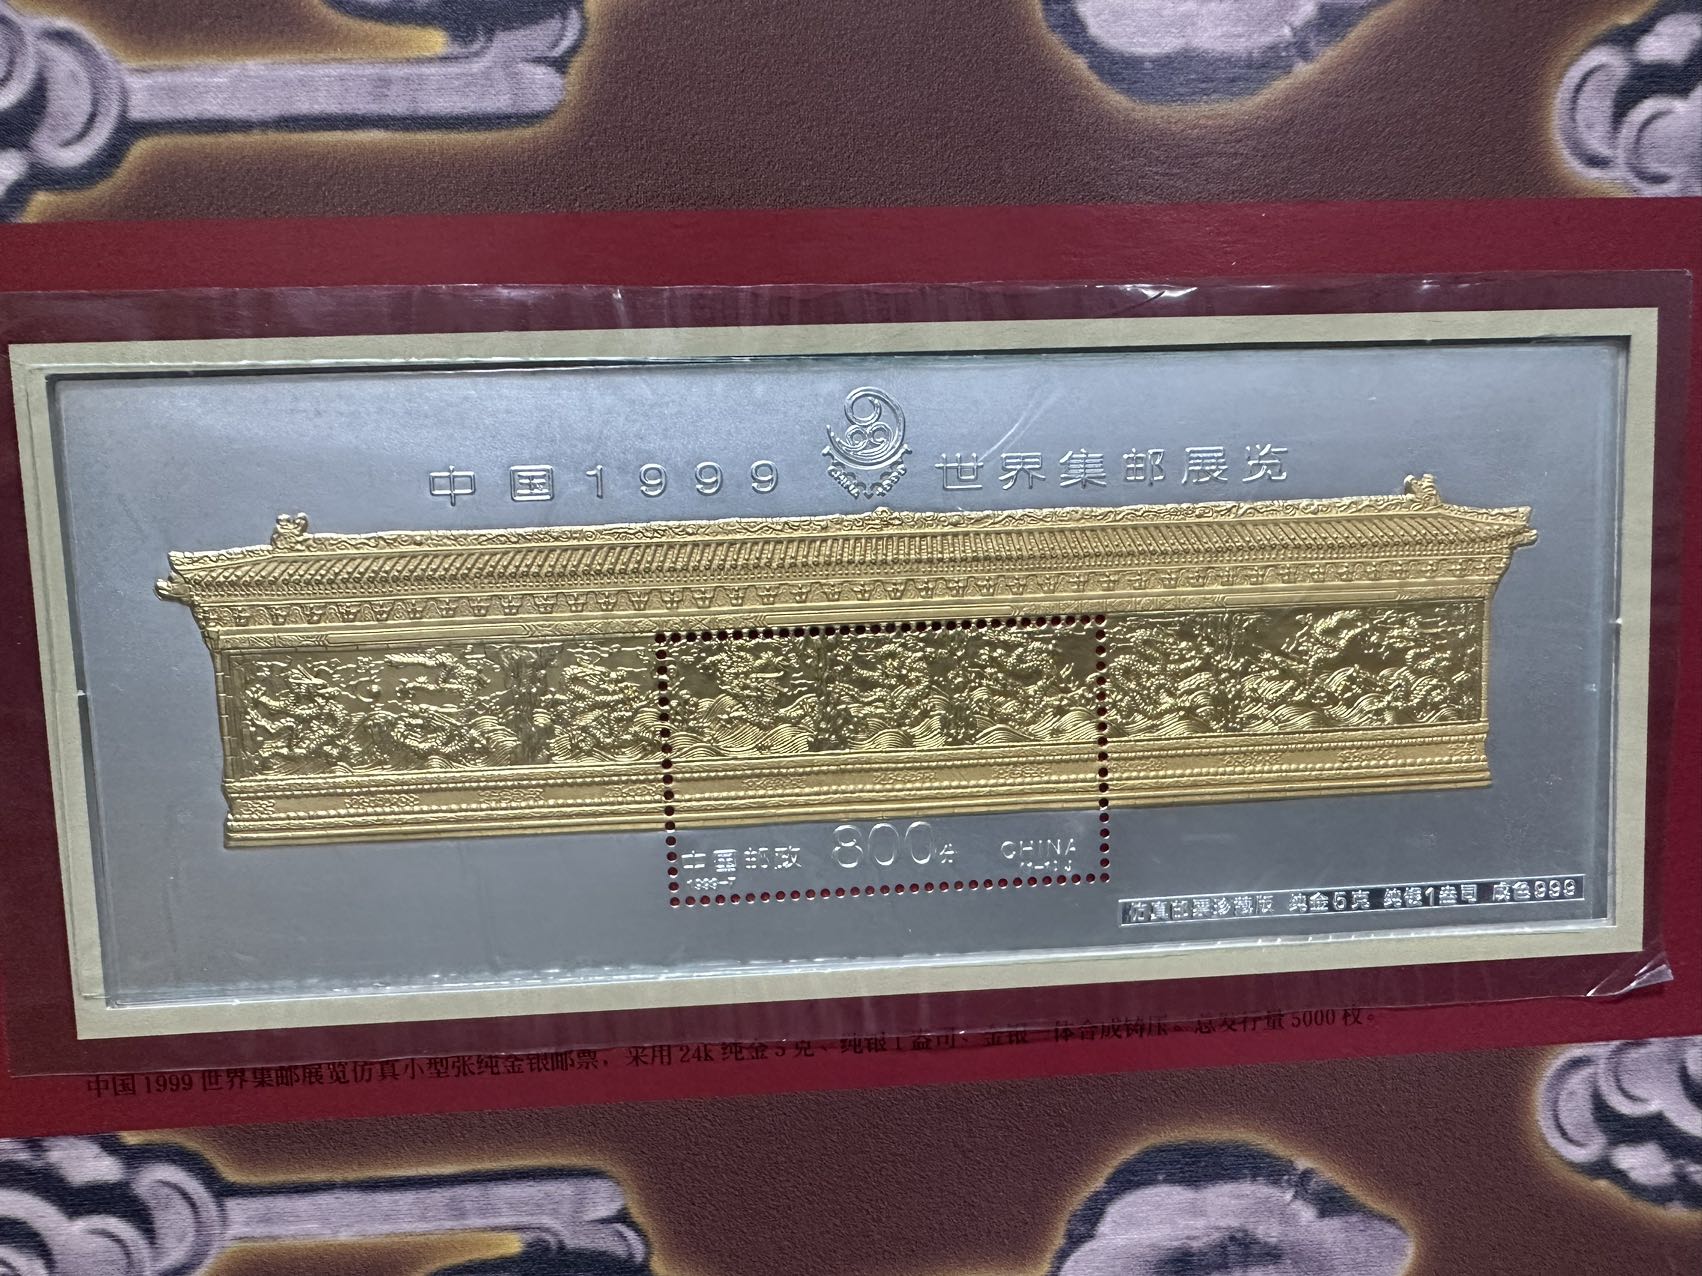 中国1999 世界集邮展览
中国邮政 800分 CHINA
1999-7
仿真邮票珍藏版 纯金5克 纯银1盎司 成色999
中国1999世界集邮展览仿真小型张纯金银邮票，采用24k纯金5克、纯银1盎司、金银一体合成铸压。总发行量5000枚。